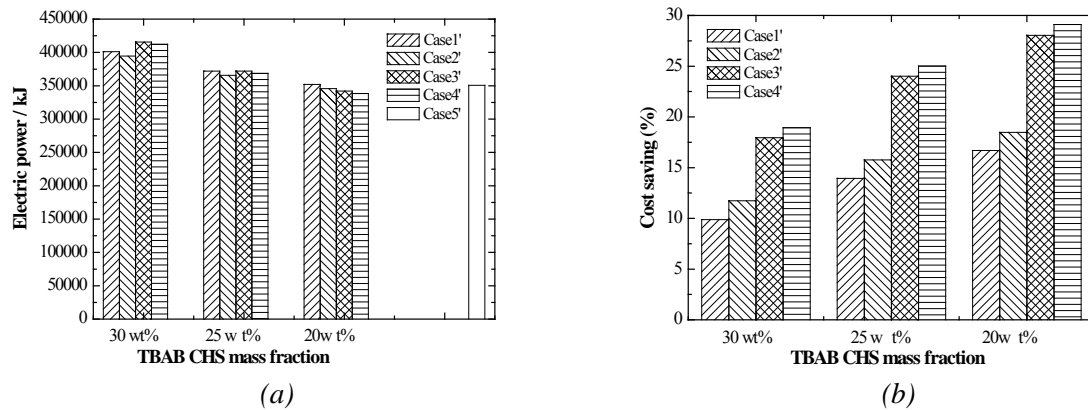 450000
400000
350000
300000
250000
200000
150000
100000
50000
0
Electric power / kJ
Case1'
Case2'
Case3'
Case4'
Case5'
30 wt% 25 w t% 20w t%
TBAB CHS mass fraction
(a)
30
25
20
15
10
5
0
Cost saving (%)
Case1'
Case2'
Case3'
Case4'
30 wt% 25 w t% 20w t%
TBAB CHS mass fraction
(b)